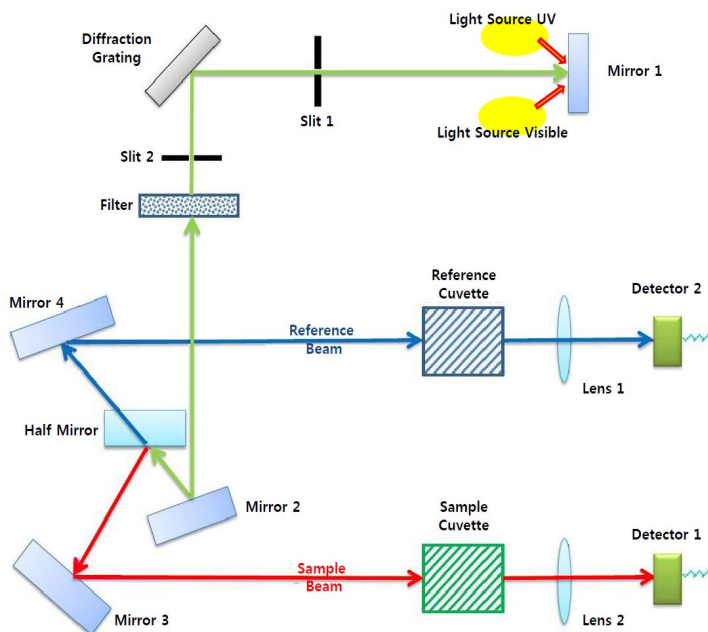 Light Source UV
Diffraction
Grating
Mirror 1
Slit 1
Light Source Visible
Slit 2
Filter
Reference
Cuvette
Detector 2
Mirror 4
Reference
Beam
Lens 1
Half Mirror
Mirror 2
Sample
Cuvette
Detector 1
Sample
Beam
Mirror 3
Lens 2